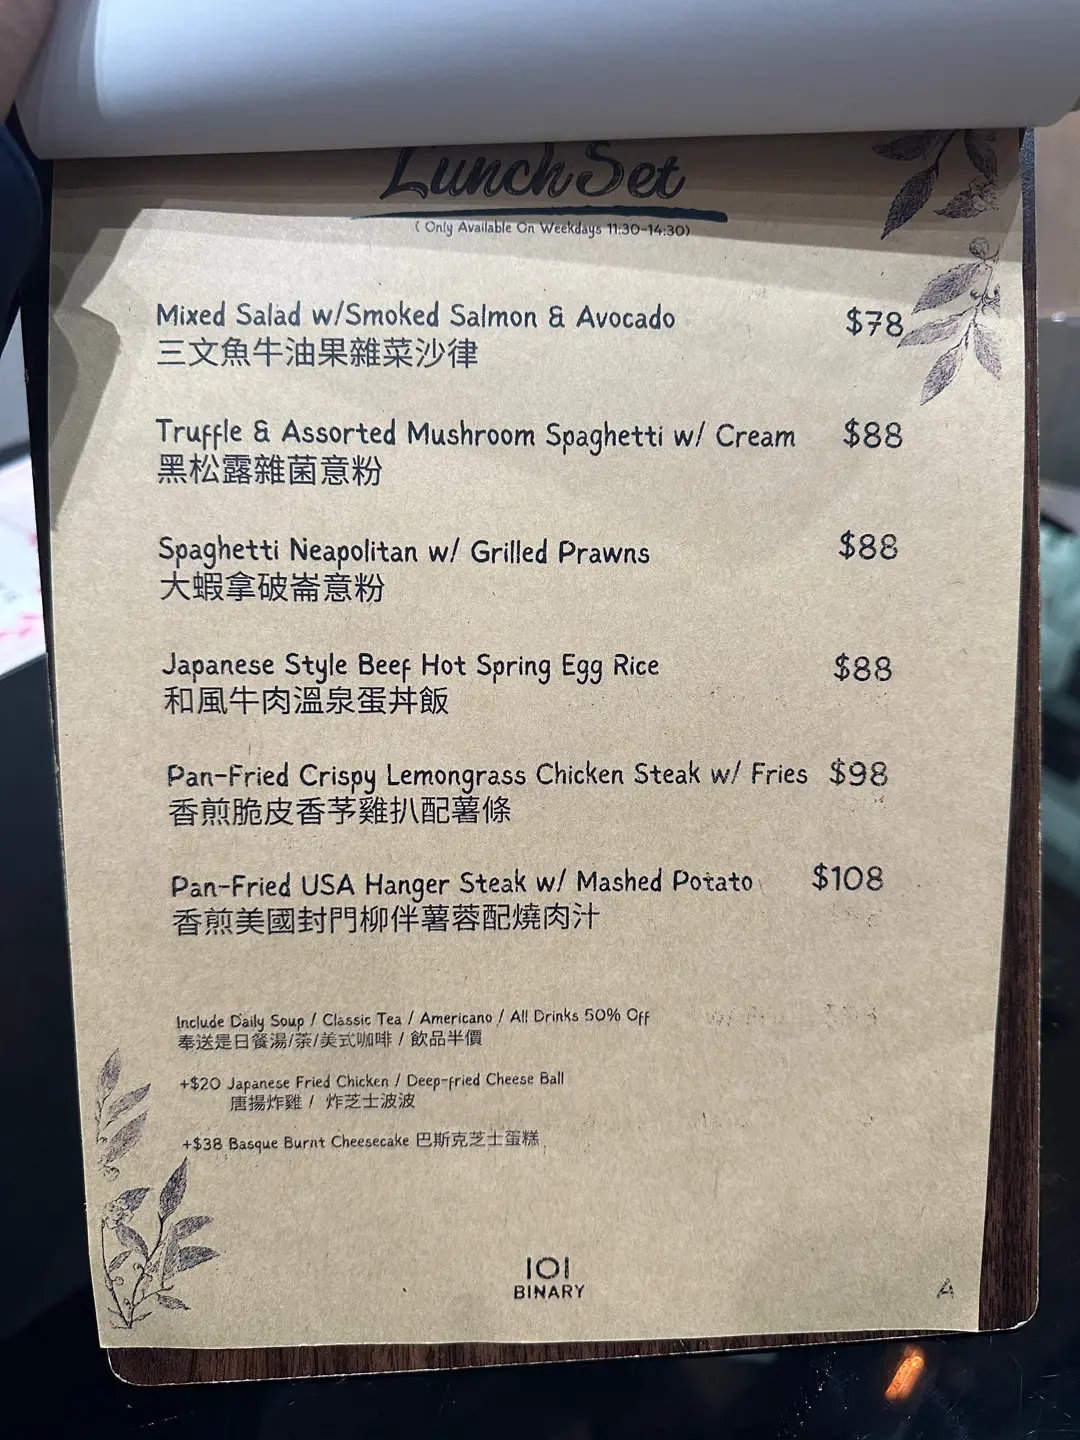 Lunch Set
( Only Available On Weekdays 11:30-14:30)
Mixed Salad w/Smoked Salmon & Avocado $78
三文魚牛油果雜菜沙律
Truffle & Assorted Mushroom Spaghetti w/ Cream $88
黑松露雜菌意粉
Spaghetti Neapolitan w/ Grilled Prawns $88
大蝦拿破崙意粉
Japanese Style Beef Hot Spring Egg Rice $88
和風牛肉溫泉蛋丼飯
Pan-Fried Crispy Lemongrass Chicken Steak w/ Fries $98
香煎脆皮香芧雞扒配薯條
Pan-Fried USA Hanger Steak w/ Mashed Potato $108
香煎美國封門柳伴薯蓉配燒肉汁
Include Daily Soup / Classic Tea / Americano / All Drinks 50% Off
奉送是日餐湯/茶/美式咖啡 / 飲品半價
+$20 Japanese Fried Chicken / Deep-fried Cheese Ball
唐揚炸雞 / 炸芝士波波
+$38 Basque Burnt Cheesecake 巴斯克芝士蛋糕
101
BINARY
A